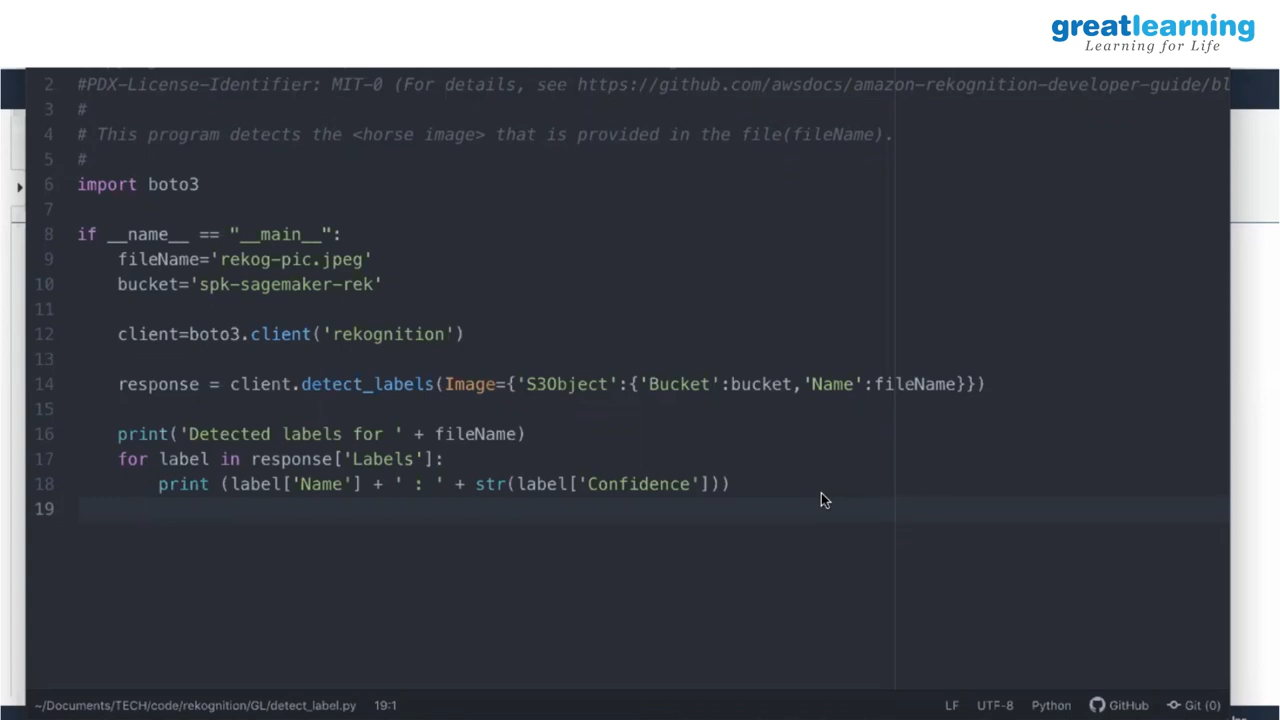 greatlearning
Learning for Life
2 #PDX-License-Identifier: MIT-0 (For details, see https://github.com/awsdocs/amazon-rekognition-developer-guide/bl
3 #
4 # This program detects the <horse image> that is provided in the file(fileName).
5 #
6 import boto3
7
8 if __name__ == "__main__":
9 fileName='rekog-pic.jpeg'
10 bucket='spk-sagemaker-rek'
11
12 client=boto3.client('rekognition')
13
14 response = client.detect_labels(Image={'S3Object':{'Bucket':bucket,'Name':fileName}})
15
16 print('Detected labels for ' + fileName)
17 for label in response['Labels']:
18 print (label['Name'] + ' : ' + str(label['Confidence']))
19
~/Documents/TECH/code/rekognition/GL/detect_label.py 19:1 LF UTF-8 Python GitHub Git (0)